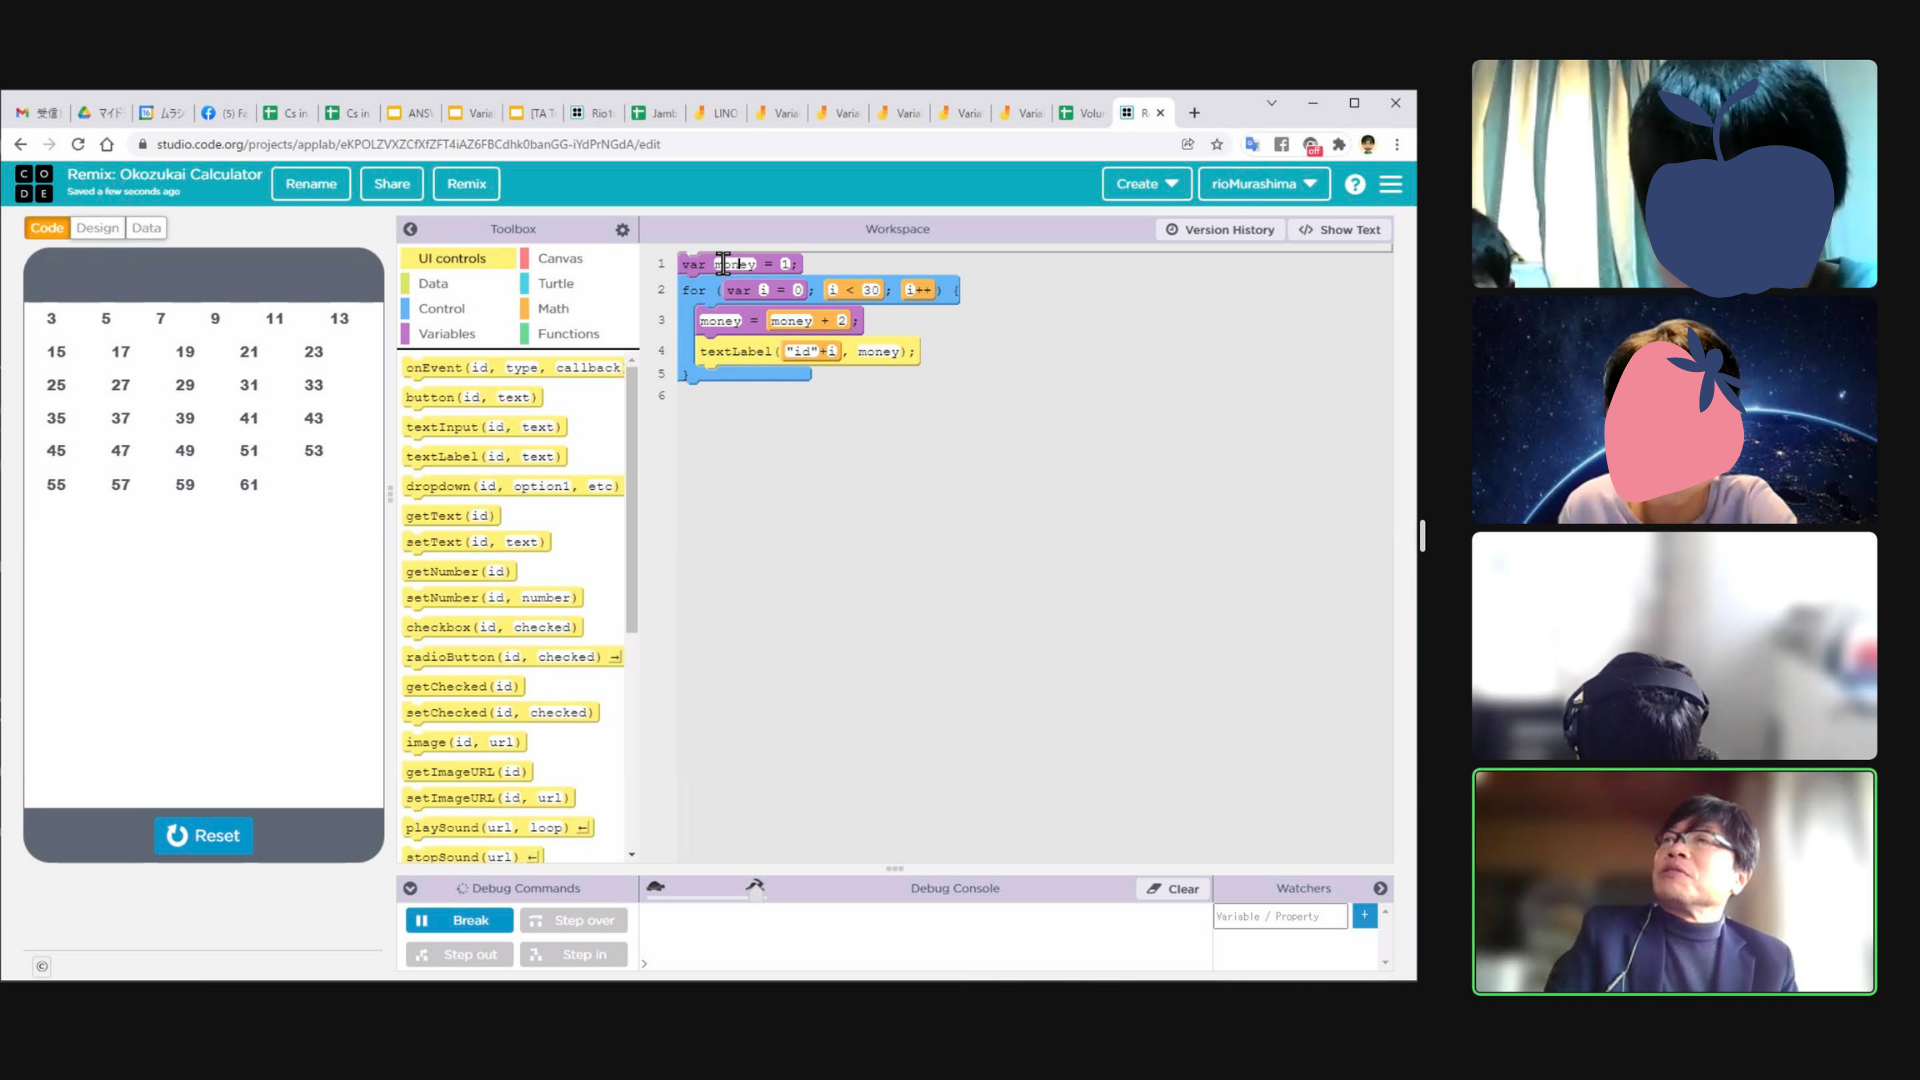 受信
マイド
ムラシ
(5) Fa
Cs in
Cs in
ANS
Varia
[TA T
Rio1
Jamb
LINO
Varia
Varia
Varia
Varia
Varia
Volu
R
studio.code.org/projects/applab/eKPOLZVXZCfXfZFT4iAZ6FBCdhk0banGG-iYdPrNGdA/edit
off
CODE
Remix: Okozukai Calculator
Saved a few seconds ago
Rename
Share
Remix
Create
rioMurashima
?
Code
Design
Data
Toolbox
Workspace
Version History
</> Show Text
3 5 7 9 11 13
15 17 19 21 23
25 27 29 31 33
35 37 39 41 43
45 47 49 51 53
55 57 59 61
Reset
©
UI controls
Canvas
Data
Turtle
Control
Math
Variables
Functions
onEvent(id, type, callback
button(id, text)
textInput(id, text)
textLabel(id, text)
dropdown(id, option1, etc)
getText(id)
setText(id, text)
getNumber(id)
setNumber(id, number)
checkbox(id, checked)
radioButton(id, checked)
getChecked(id)
setChecked(id, checked)
image(id, url)
getImageURL(id)
setImageURL(id, url)
playSound(url, loop)
stopSound(url)
1 var money = 1;
2 for (var i = 0; i < 30; i++) {
3 money = money + 2;
4 textLabel("id"+i, money);
5 }
6
Debug Commands
Debug Console
Clear
Watchers
Break
Step over
Step out
Step in
>
Variable / Property
+